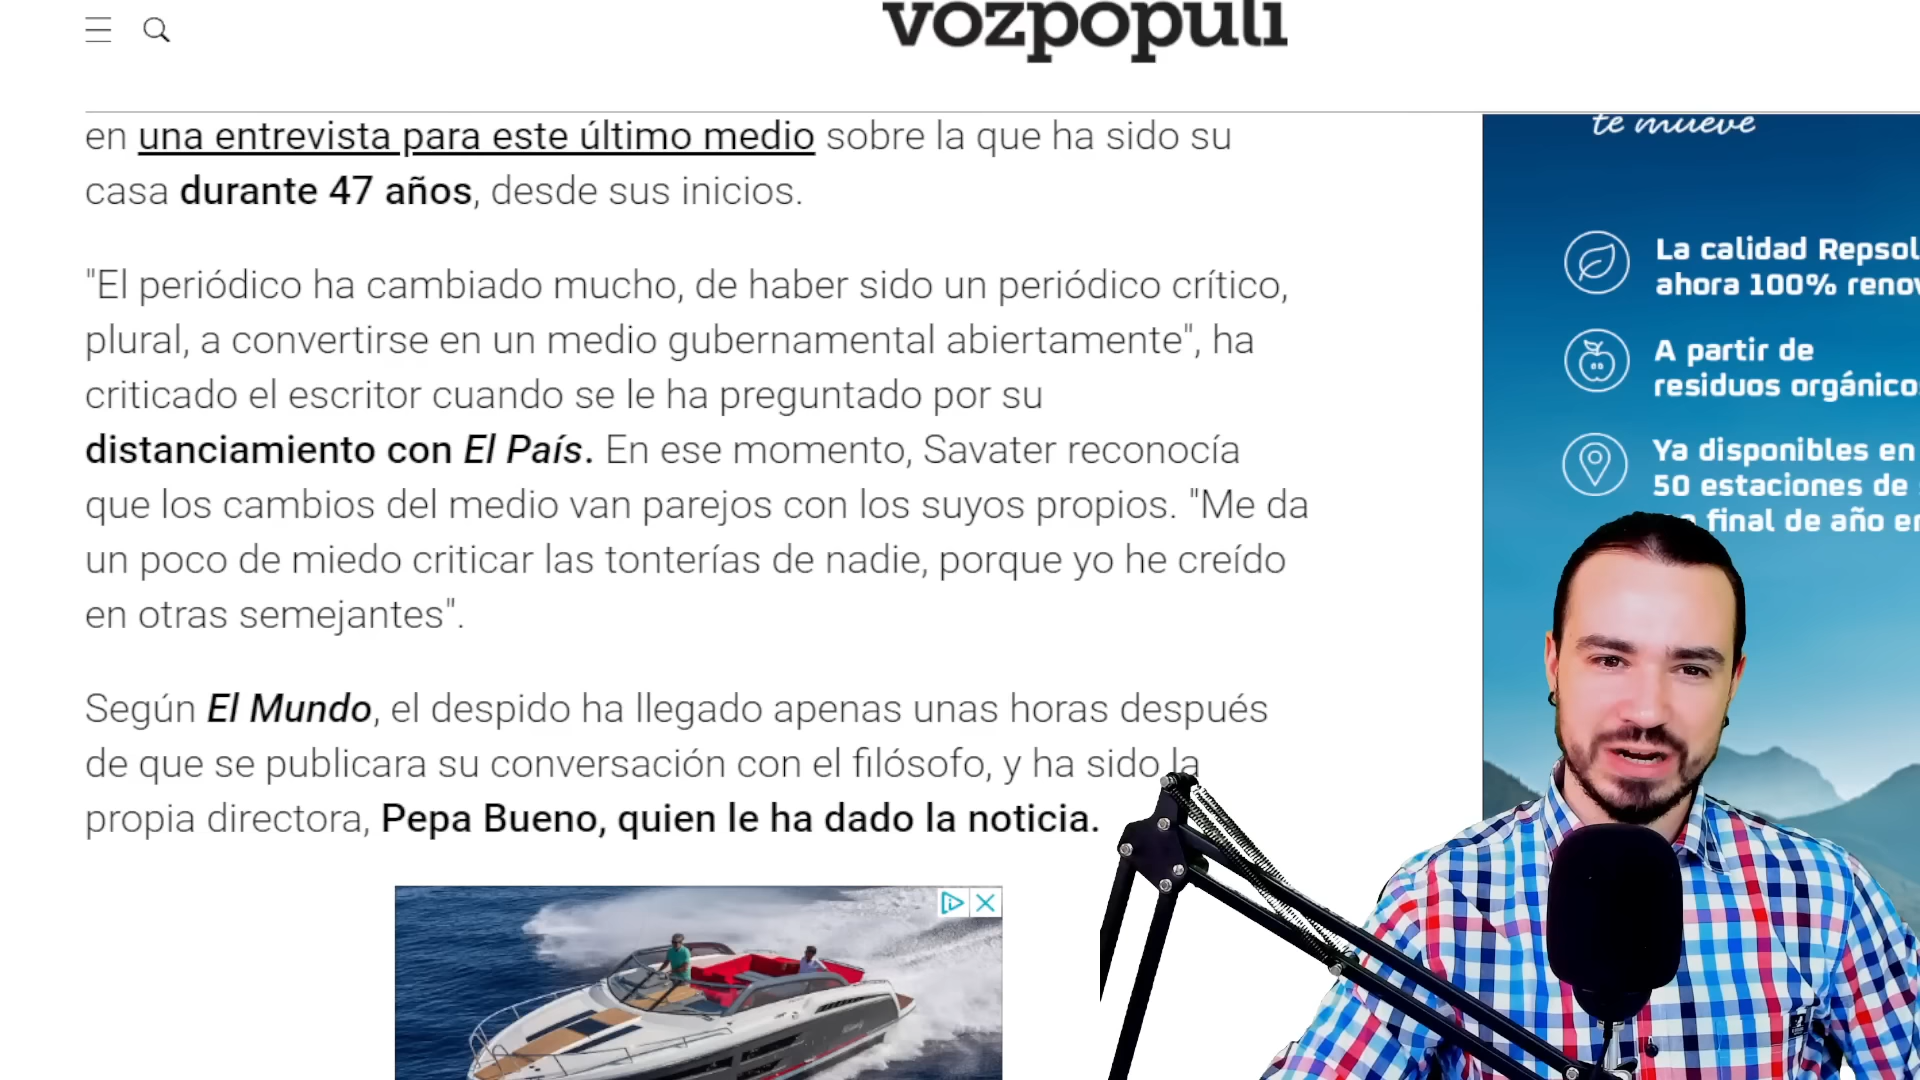 vozpopuli
en una entrevista para este último medio sobre la que ha sido su
casa durante 47 años, desde sus inicios.
"El periódico ha cambiado mucho, de haber sido un periódico crítico,
plural, a convertirse en un medio gubernamental abiertamente", ha
criticado el escritor cuando se le ha preguntado por su
distanciamiento con El País. En ese momento, Savater reconocía
que los cambios del medio van parejos con los suyos propios. "Me da
un poco de miedo criticar las tonterías de nadie, porque yo he creído
en otras semejantes".
Según El Mundo, el despido ha llegado apenas unas horas después
de que se publicara su conversación con el filósofo, y ha sido la
propia directora, Pepa Bueno, quien le ha dado la noticia.
te mueve
La calidad Repsol
ahora 100%
A partir de
residuos
Ya disponibles en
50 estaciones de
final de año